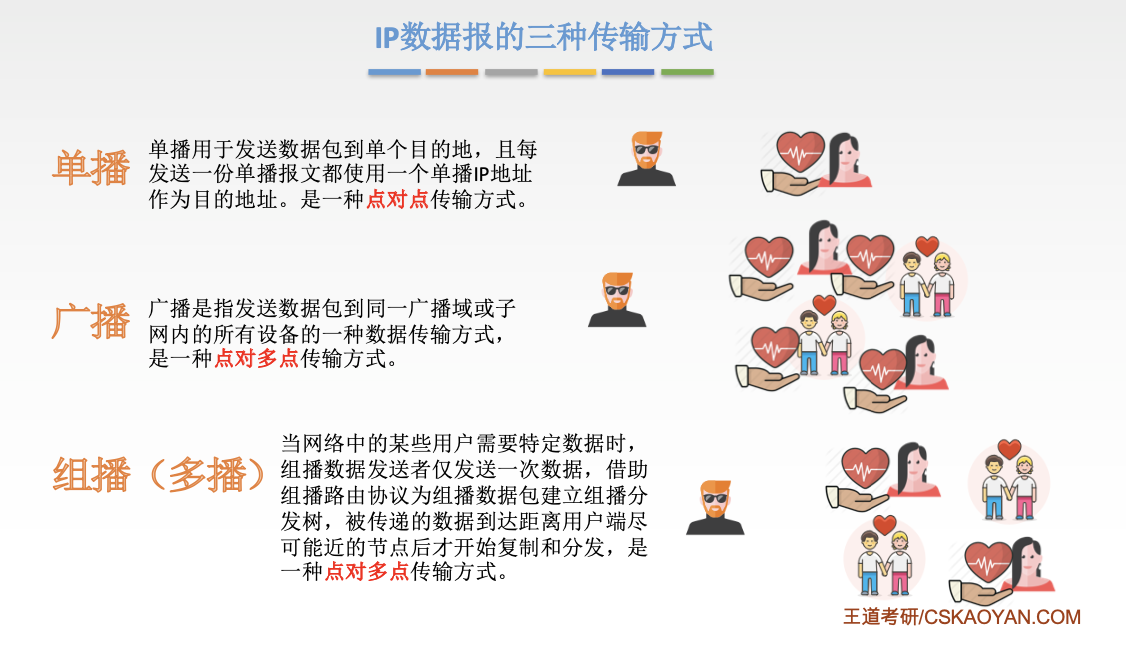 IP数据报的三种传输方式
单播
单播用于发送数据包到单个目的地，且每
发送一份单播报文都使用一个单播IP地址
作为目的地址。是一种点对点传输方式。
广播
广播是指发送数据包到同一广播域或子
网内的所有设备的一种数据传输方式，
是一种点对多点传输方式。
组播（多播）
当网络中的某些用户需要特定数据时，
组播数据发送者仅发送一次数据，借助
组播路由协议为组播数据包建立组播分
发树，被传递的数据到达距离用户端尽
可能近的节点后才开始复制和分发，是
一种点对多点传输方式。
王道考研/CSKAOYAN.COM